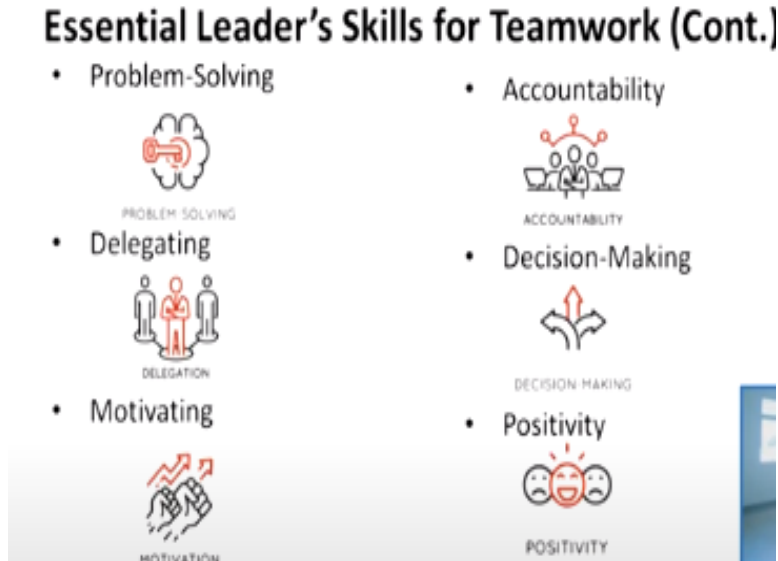 Essential Leader's Skills for Teamwork (Cont.)
• Problem-Solving
PROBLEM SOLVING
• Delegating
DELEGATION
• Motivating
MOTIVATION
• Accountability
ACCOUNTABILITY
• Decision-Making
DECISION MAKING
• Positivity
POSITIVITY